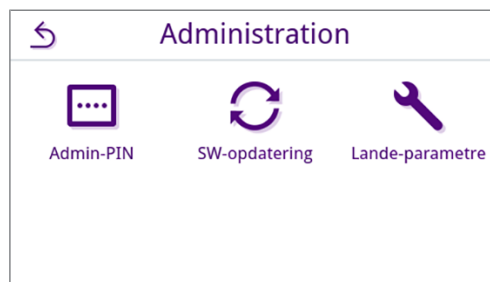 Administration
Admin-PIN
SW-opdatering
Lande-parametre